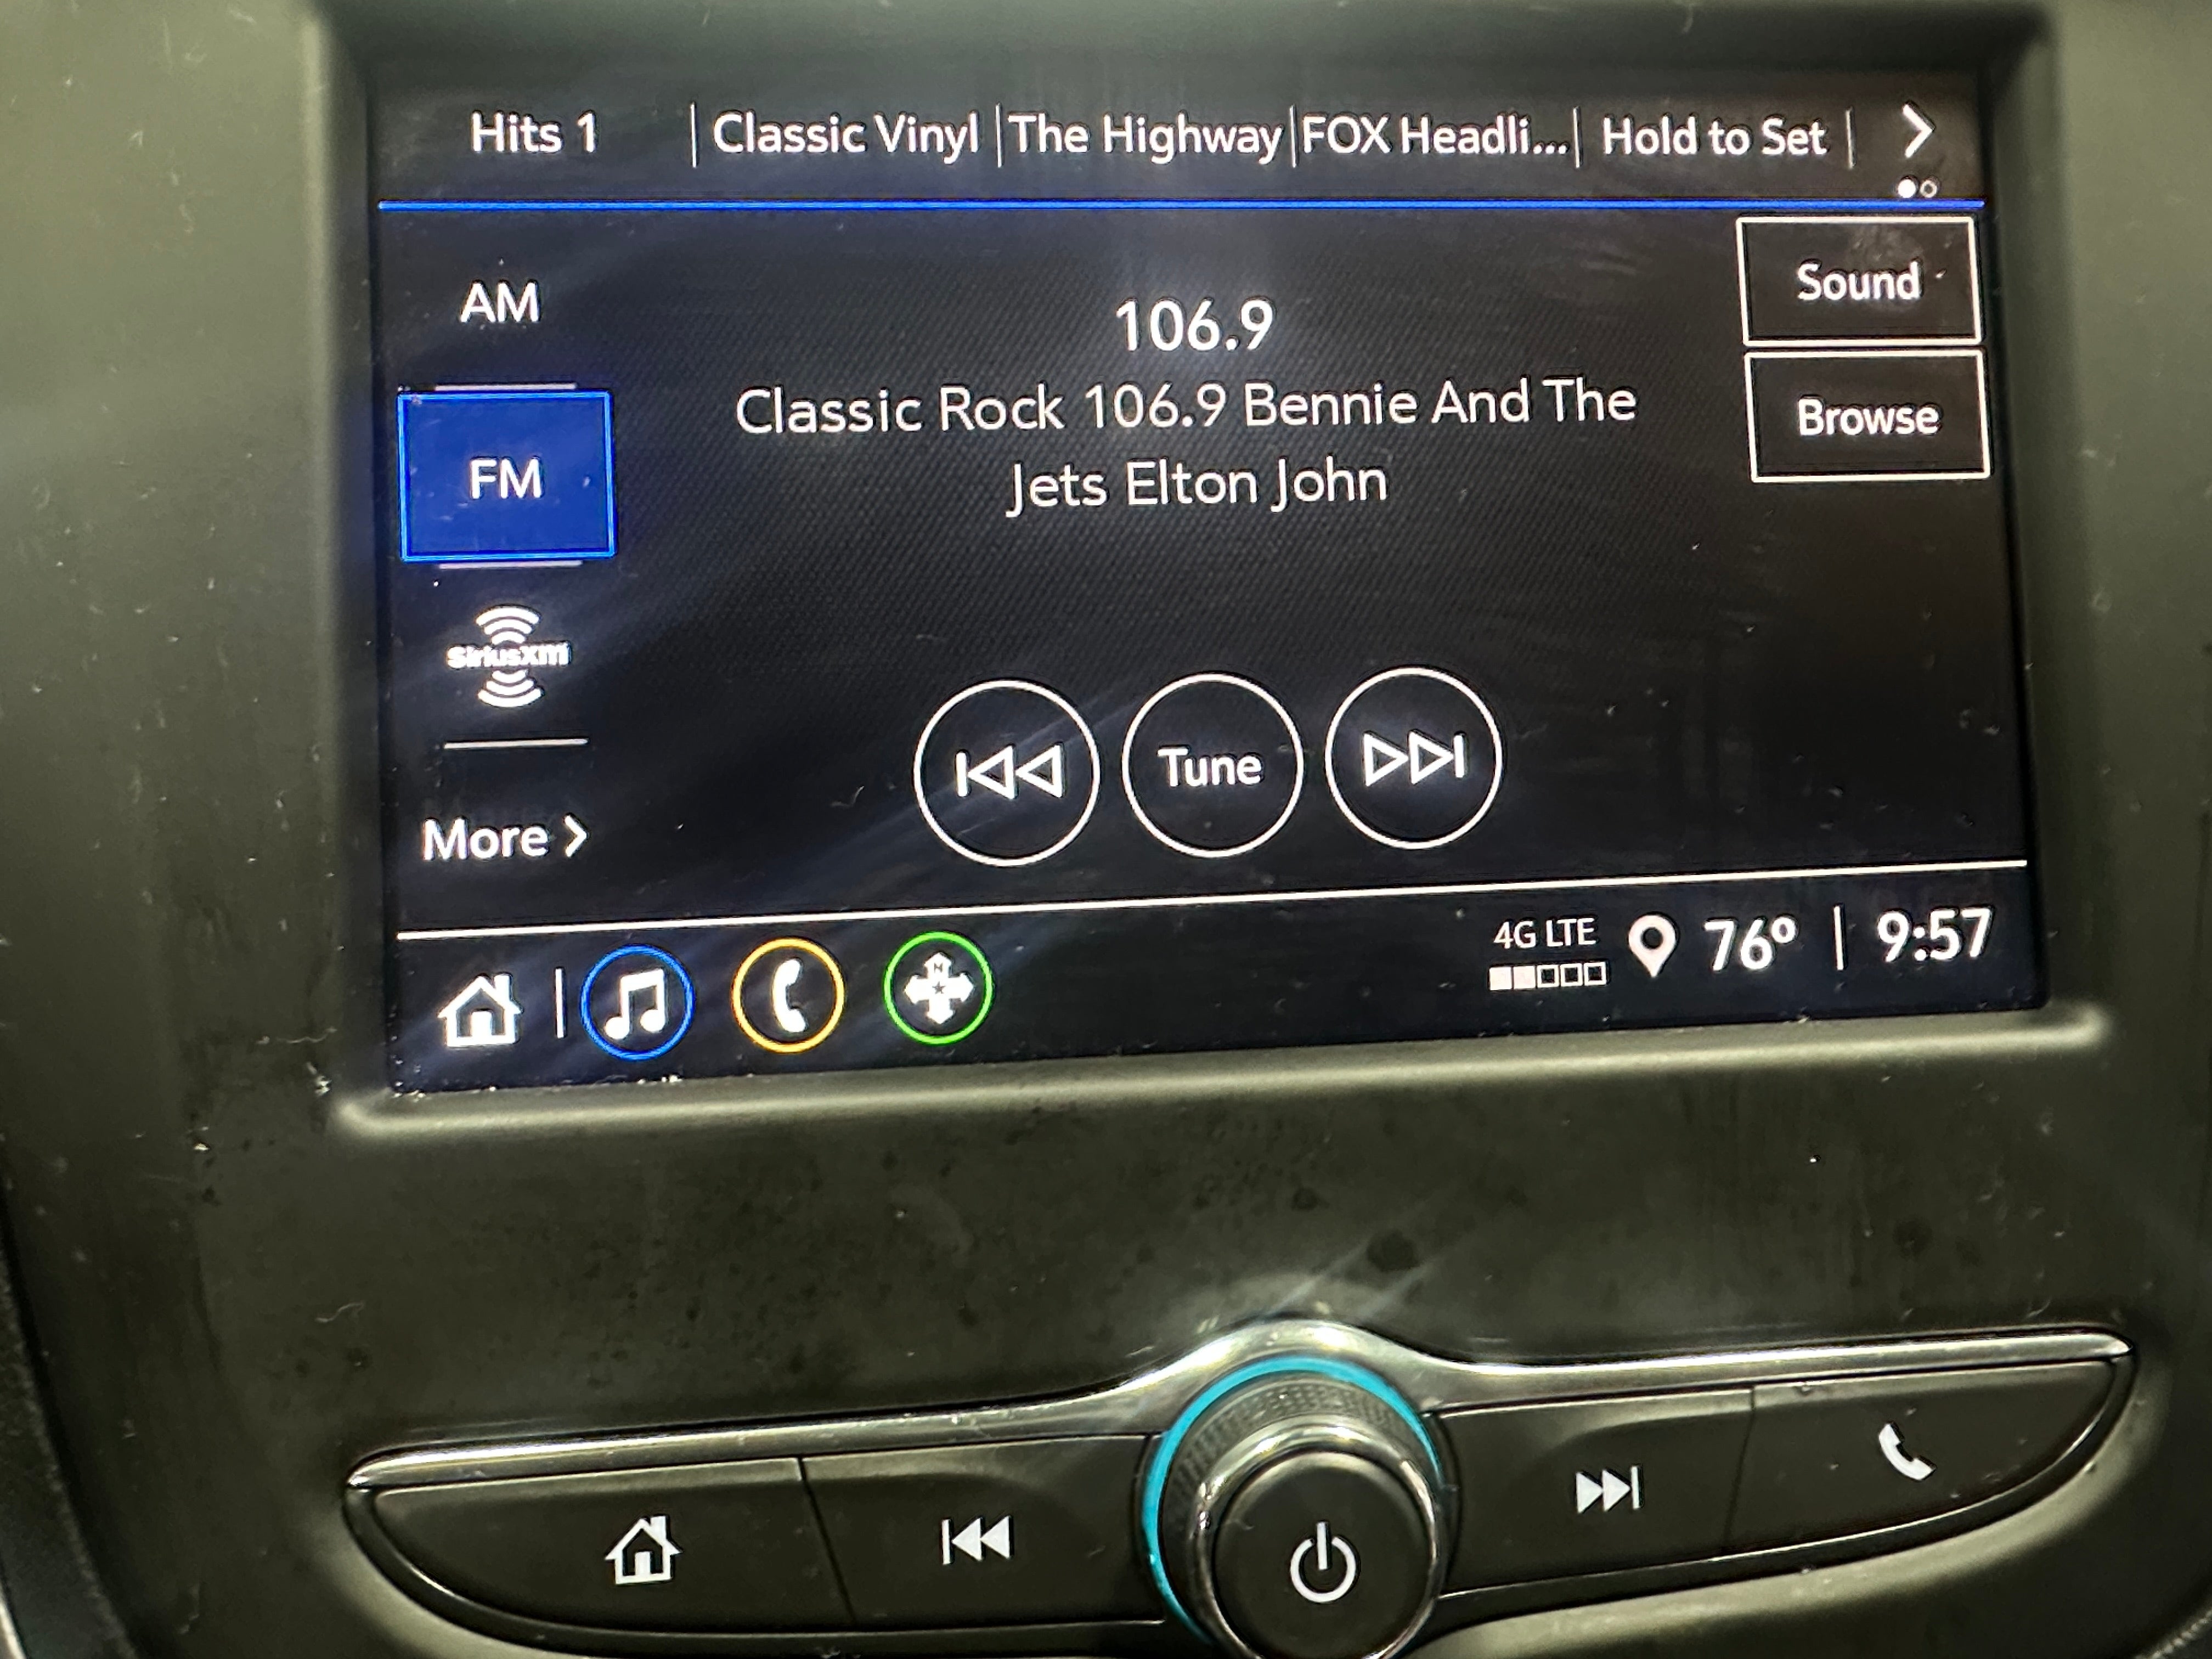 Hits 1 | Classic Vinyl | The Highway | FOX Headli... | Hold to Set |
AM
Sound
106.9
Classic Rock 106.9 Bennie And The
Jets Elton John
Browse
FM
SiriusXM
Tune
More >
4G LTE
76° | 9:57
N